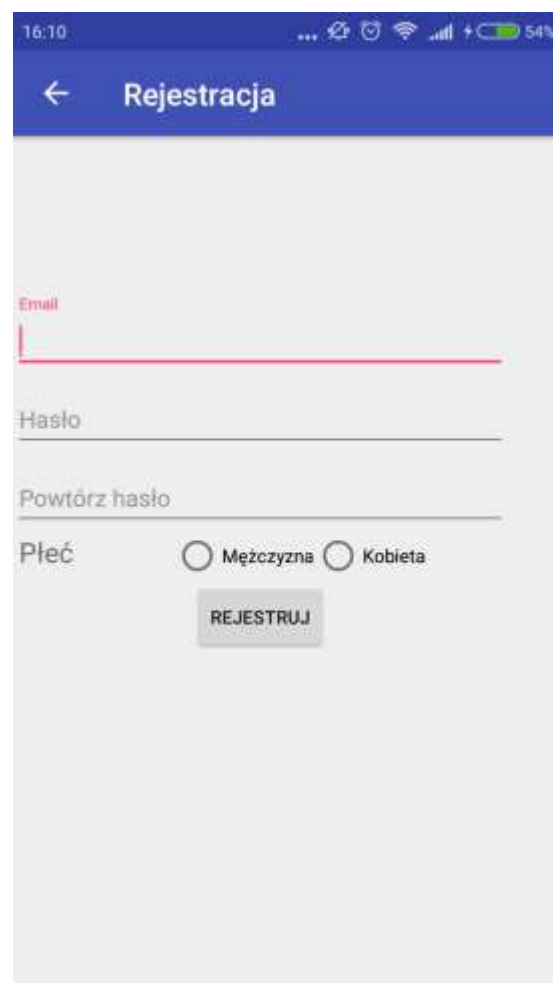 16:10 ... 54%
Rejestracja
Email
Hasło
Powtórz hasło
Płeć Mężczyzna Kobieta
REJESTRUJ